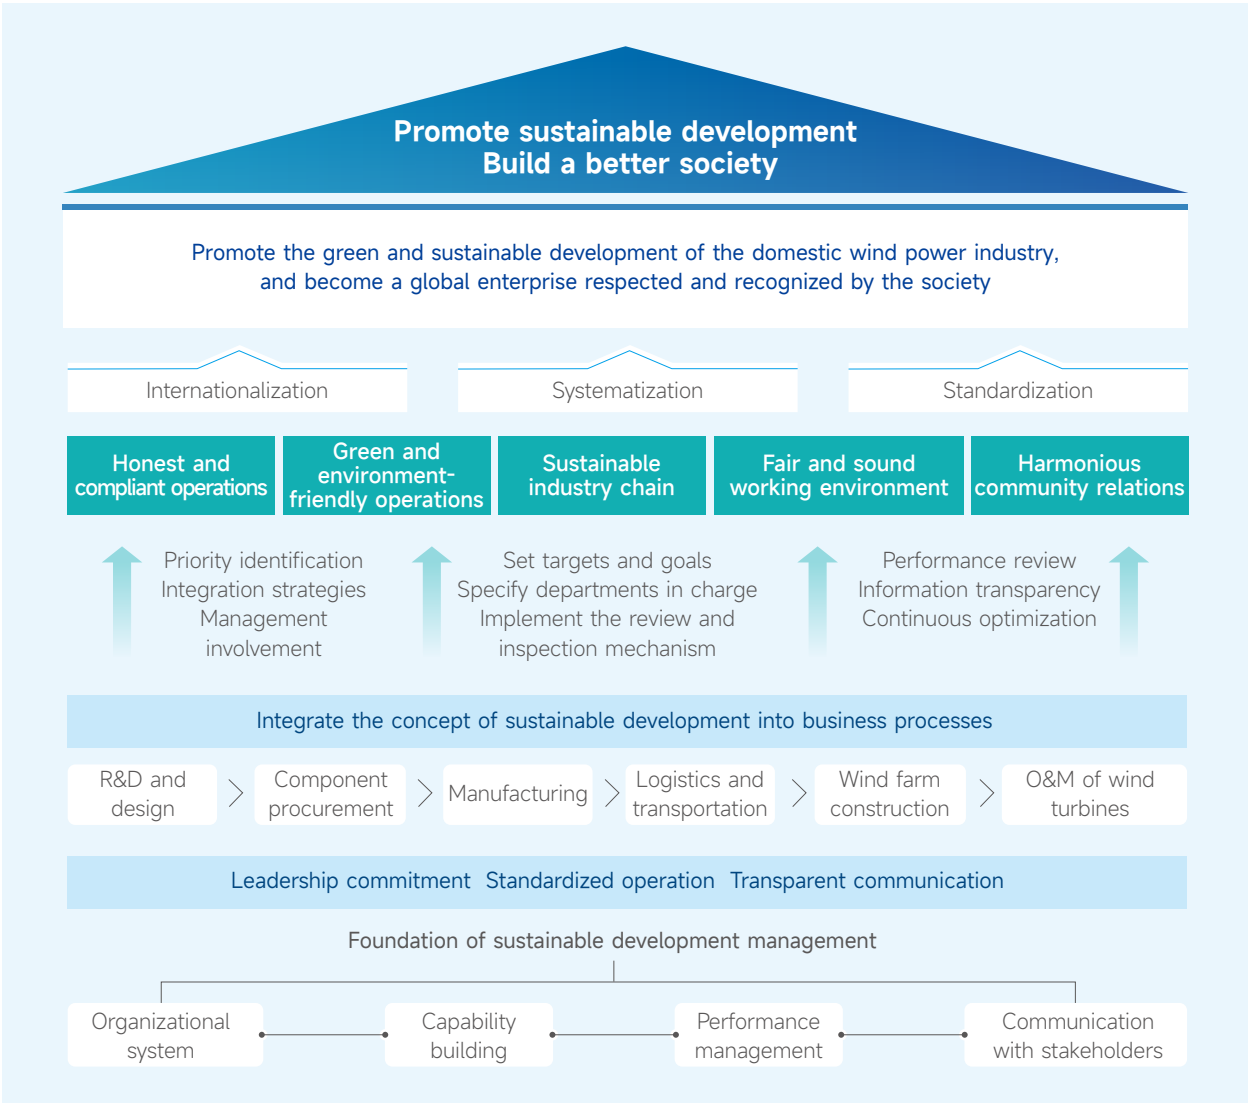 Promote sustainable development
Build a better society
Promote the green and sustainable development of the domestic wind power industry,
and become a global enterprise respected and recognized by the society
Internationalization
Systematization
Standardization
Honest and
compliant operations
Green and
environment-
friendly operations
Sustainable
industry chain
Fair and sound
working environment
Harmonious
community relations
Priority identification
Integration strategies
Management
involvement
Set targets and goals
Specify departments in charge
Implement the review and
inspection mechanism
Performance review
Information transparency
Continuous optimization
Integrate the concept of sustainable development into business processes
R&D and
design
Component
procurement
Manufacturing
Logistics and
transportation
Wind farm
construction
O&M of wind
turbines
Leadership commitment Standardized operation Transparent communication
Foundation of sustainable development management
Organizational
system
Capability
building
Performance
management
Communication
with stakeholders